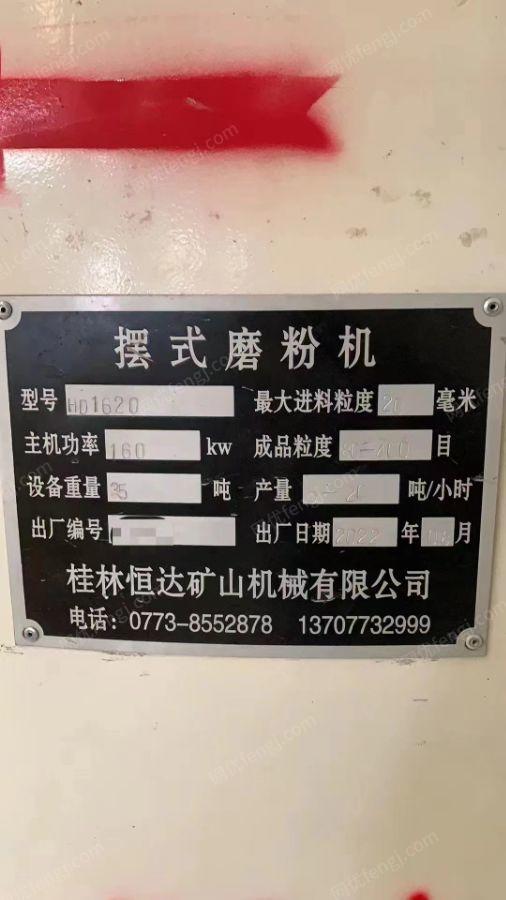 摆式磨粉机
型号 HD1620 最大进料粒度 20 毫米
主机功率 160 kw 成品粒度 目
设备重量 35 吨 产量 吨/小时
出厂编号 出厂日期 2022 年 月
桂林恒达矿山机械有限公司
电话：0773-8552878 13707732999